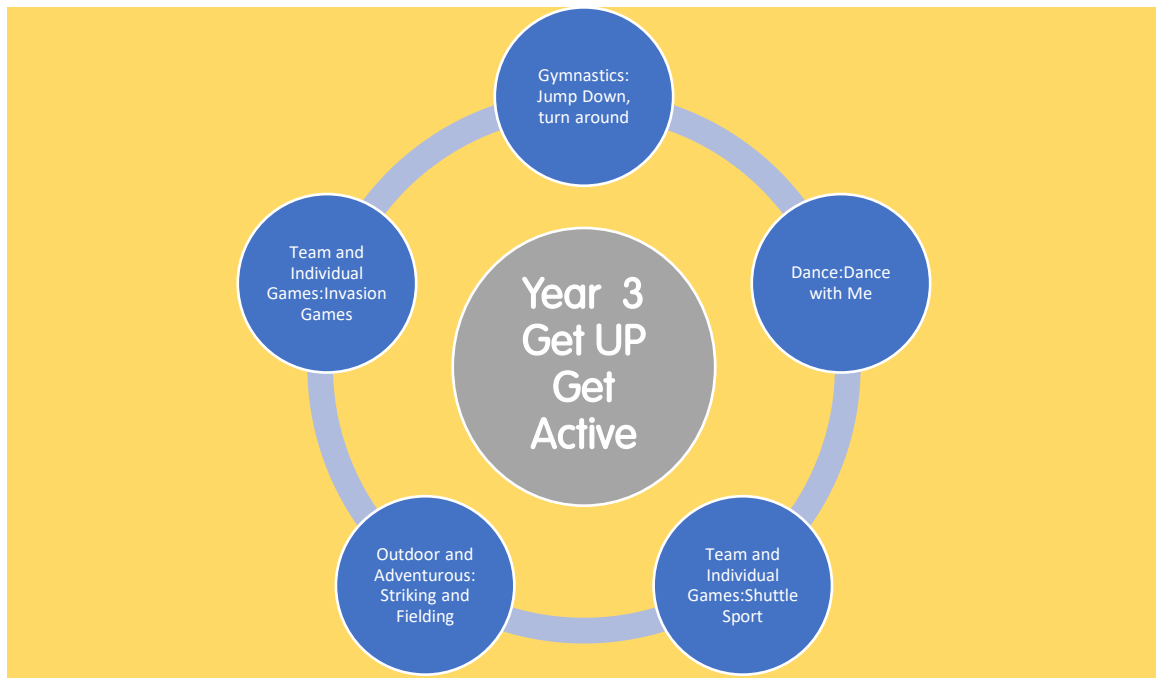 Gymnastics:
Jump Down,
turn around
Dance:Dance
with Me
Team and
Individual
Games:Shuttle
Sport
Outdoor and
Adventurous:
Striking and
Fielding
Team and
Individual
Games:Invasion
Games
Year 3
Get UP
Get
Active